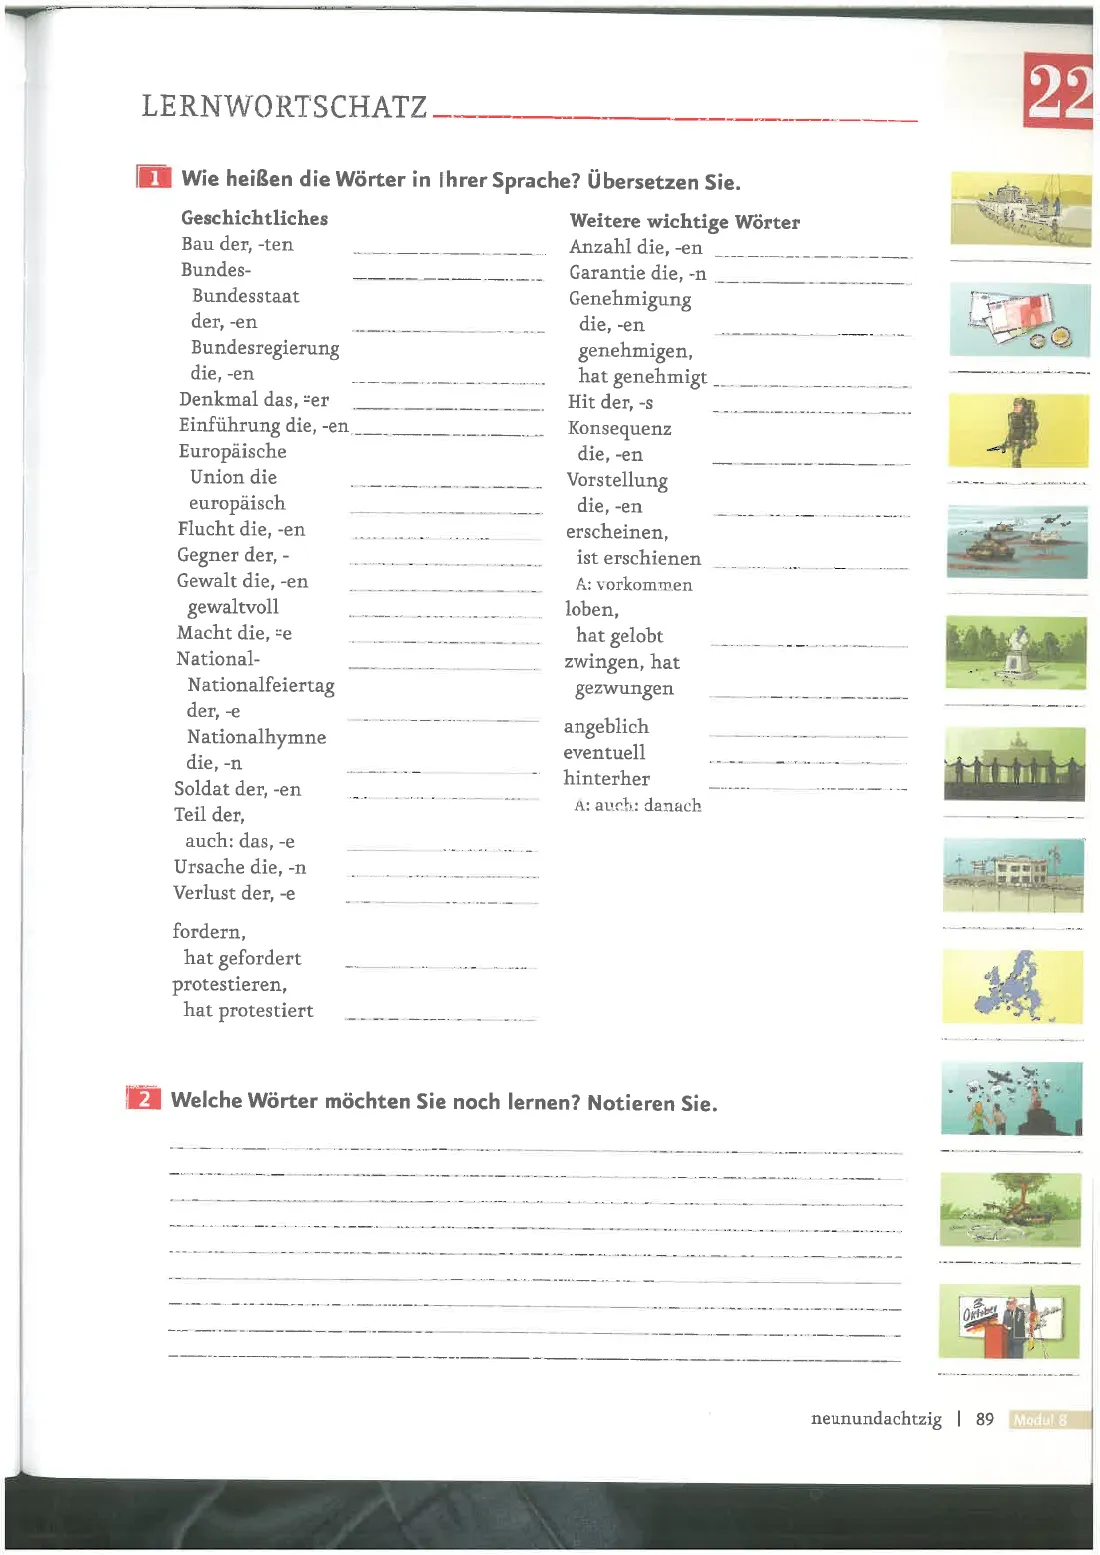 22
LERNWORTSCHATZ
1 Wie heißen die Wörter in Ihrer Sprache? Übersetzen Sie.
Geschichtliches
Bau der, -ten
Bundes-
Bundesstaat
der, -en
Bundesregierung
die, -en
Denkmal das, ⸚er
Einführung die, -en
Europäische
Union die
europäisch
Flucht die, -en
Gegner der, -
Gewalt die, -en
gewaltvoll
Macht die, ⸚e
National-
Nationalfeiertag
der, -e
Nationalhymne
die, -n
Soldat der, -en
Teil der,
auch: das, -e
Ursache die, -n
Verlust der, -e
fordern,
hat gefordert
protestieren,
hat protestiert
Weitere wichtige Wörter
Anzahl die, -en
Garantie die, -n
Genehmigung
die, -en
genehmigen,
hat genehmigt
Hit der, -s
Konsequenz
die, -en
Vorstellung
die, -en
erscheinen,
ist erschienen
A: vorkommen
loben,
hat gelobt
zwingen, hat
gezwungen
angeblich
eventuell
hinterher
A: auch: danach
2 Welche Wörter möchten Sie noch lernen? Notieren Sie.
3. Oktober
neunundachtzig | 89 Modul 8